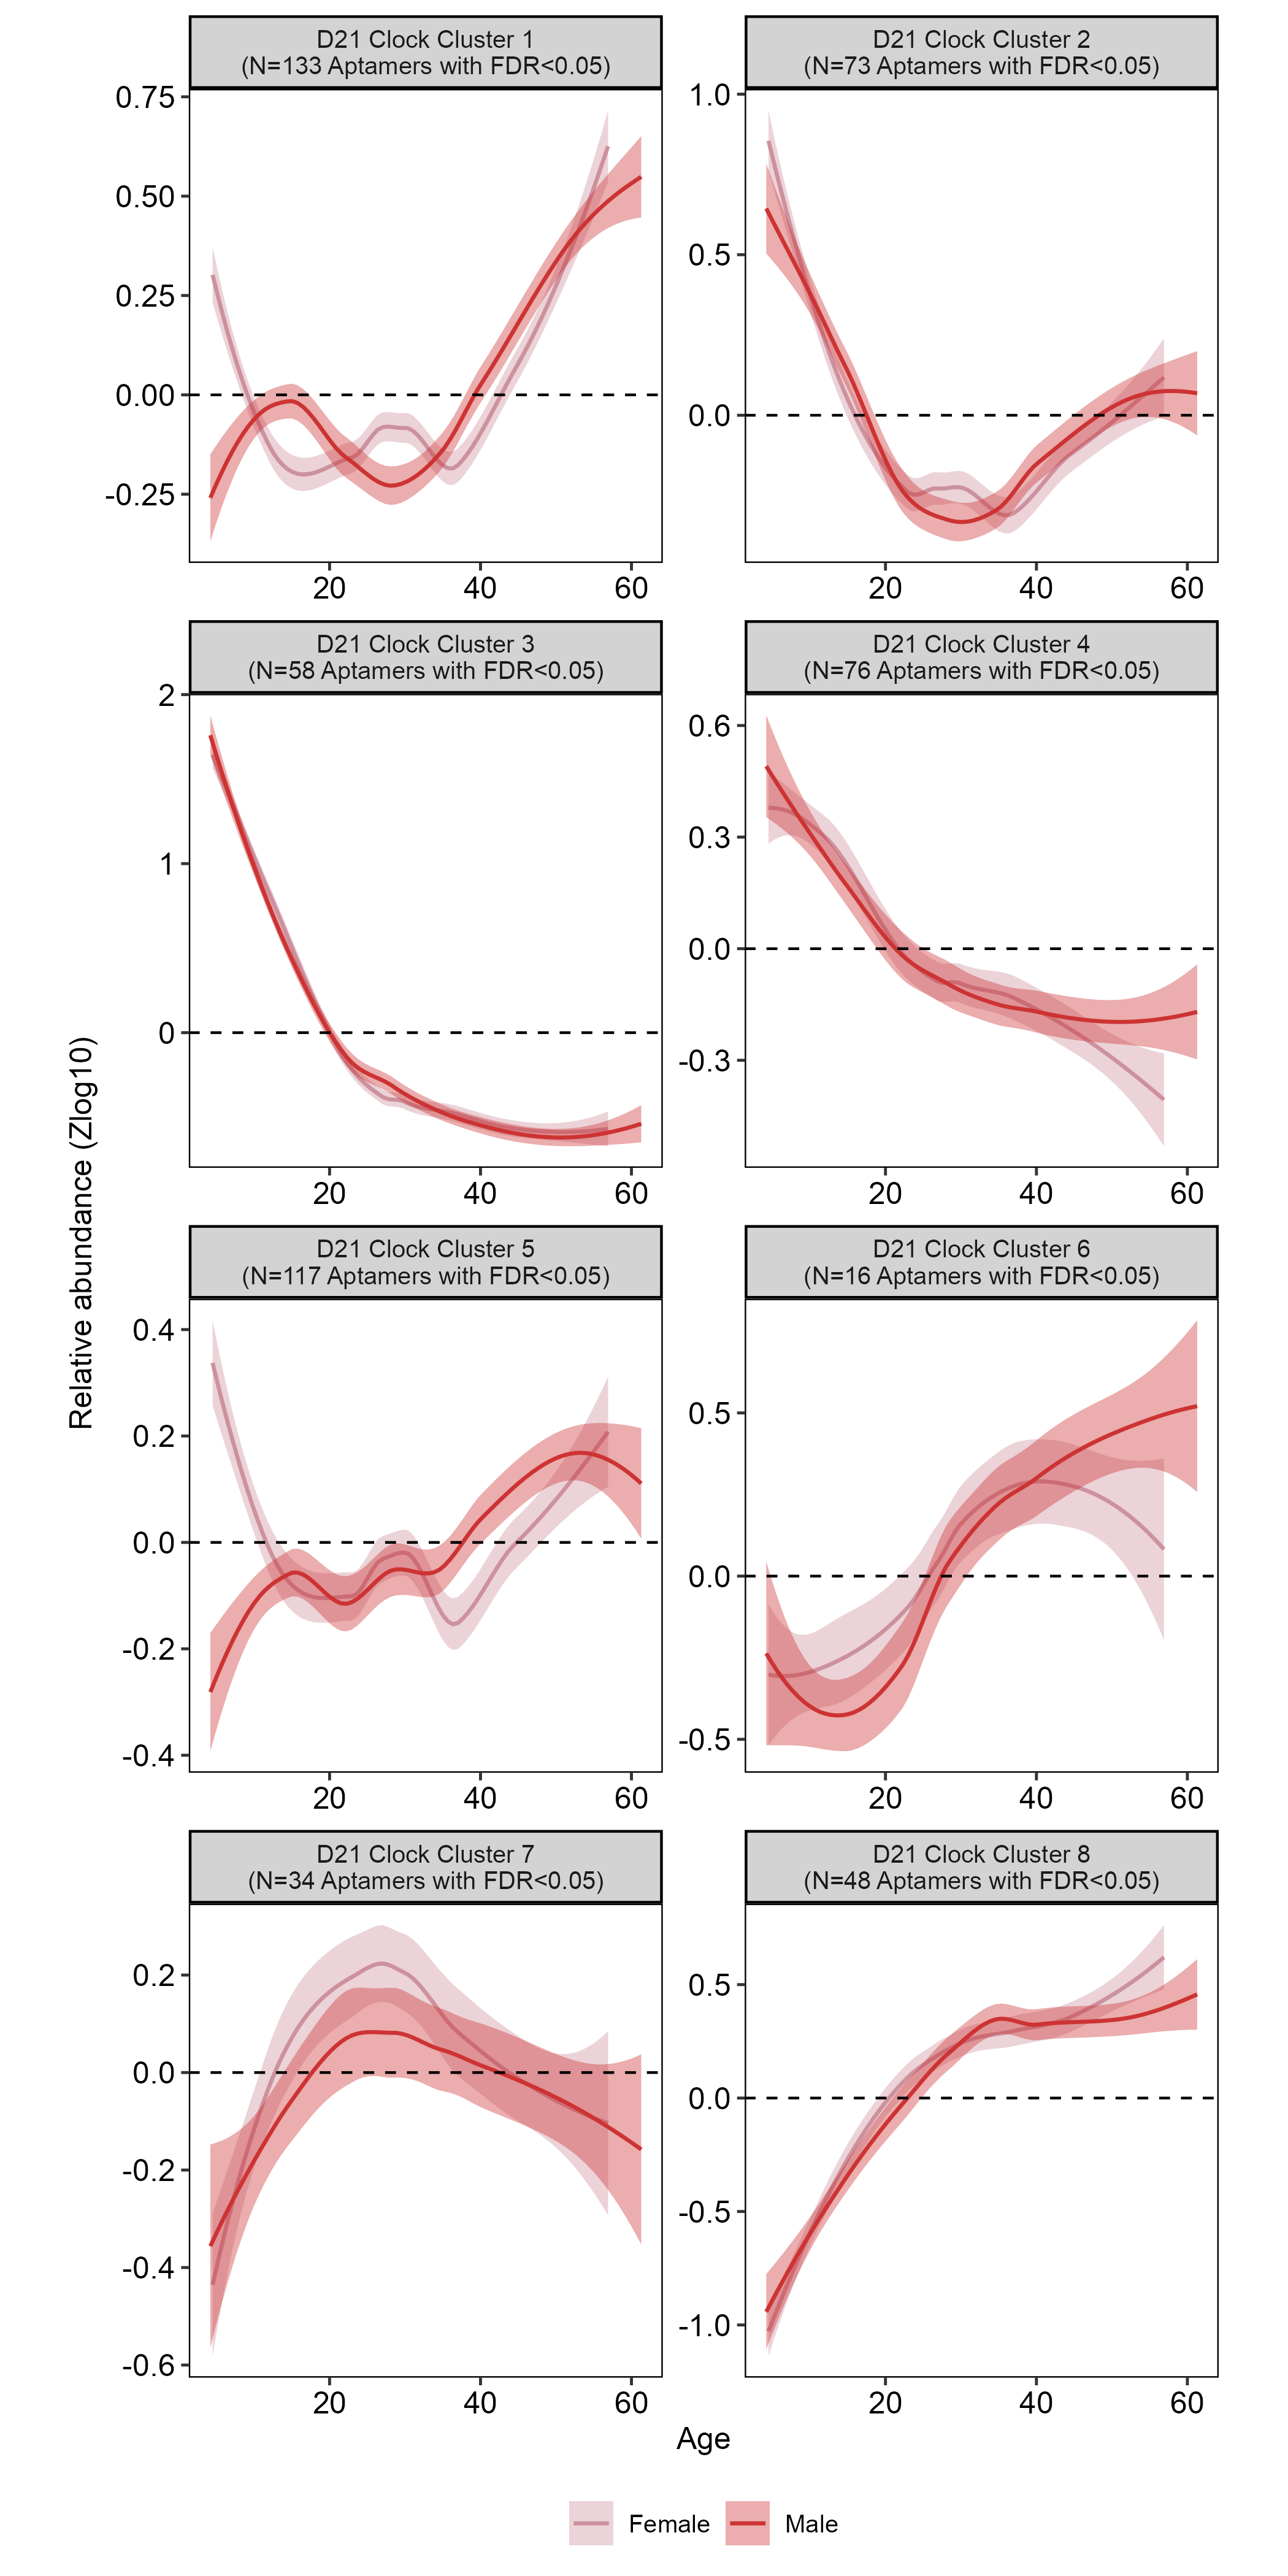 D21 Clock Cluster 1
(N=133 Aptamers with FDR<0.05)
D21 Clock Cluster 2
(N=73 Aptamers with FDR<0.05)
0.75
0.50
0.25
0.00
-0.25
20 40 60
1.0
0.5
0.0
20 40 60
D21 Clock Cluster 3
(N=58 Aptamers with FDR<0.05)
D21 Clock Cluster 4
(N=76 Aptamers with FDR<0.05)
2
1
0
20 40 60
0.6
0.3
0.0
-0.3
20 40 60
Relative abundance (Zlog10)
D21 Clock Cluster 5
(N=117 Aptamers with FDR<0.05)
D21 Clock Cluster 6
(N=16 Aptamers with FDR<0.05)
0.4
0.2
0.0
-0.2
-0.4
20 40 60
0.5
0.0
-0.5
20 40 60
D21 Clock Cluster 7
(N=34 Aptamers with FDR<0.05)
D21 Clock Cluster 8
(N=48 Aptamers with FDR<0.05)
0.2
0.0
-0.2
-0.4
-0.6
20 40 60
0.5
0.0
-0.5
-1.0
20 40 60
Age
Female Male